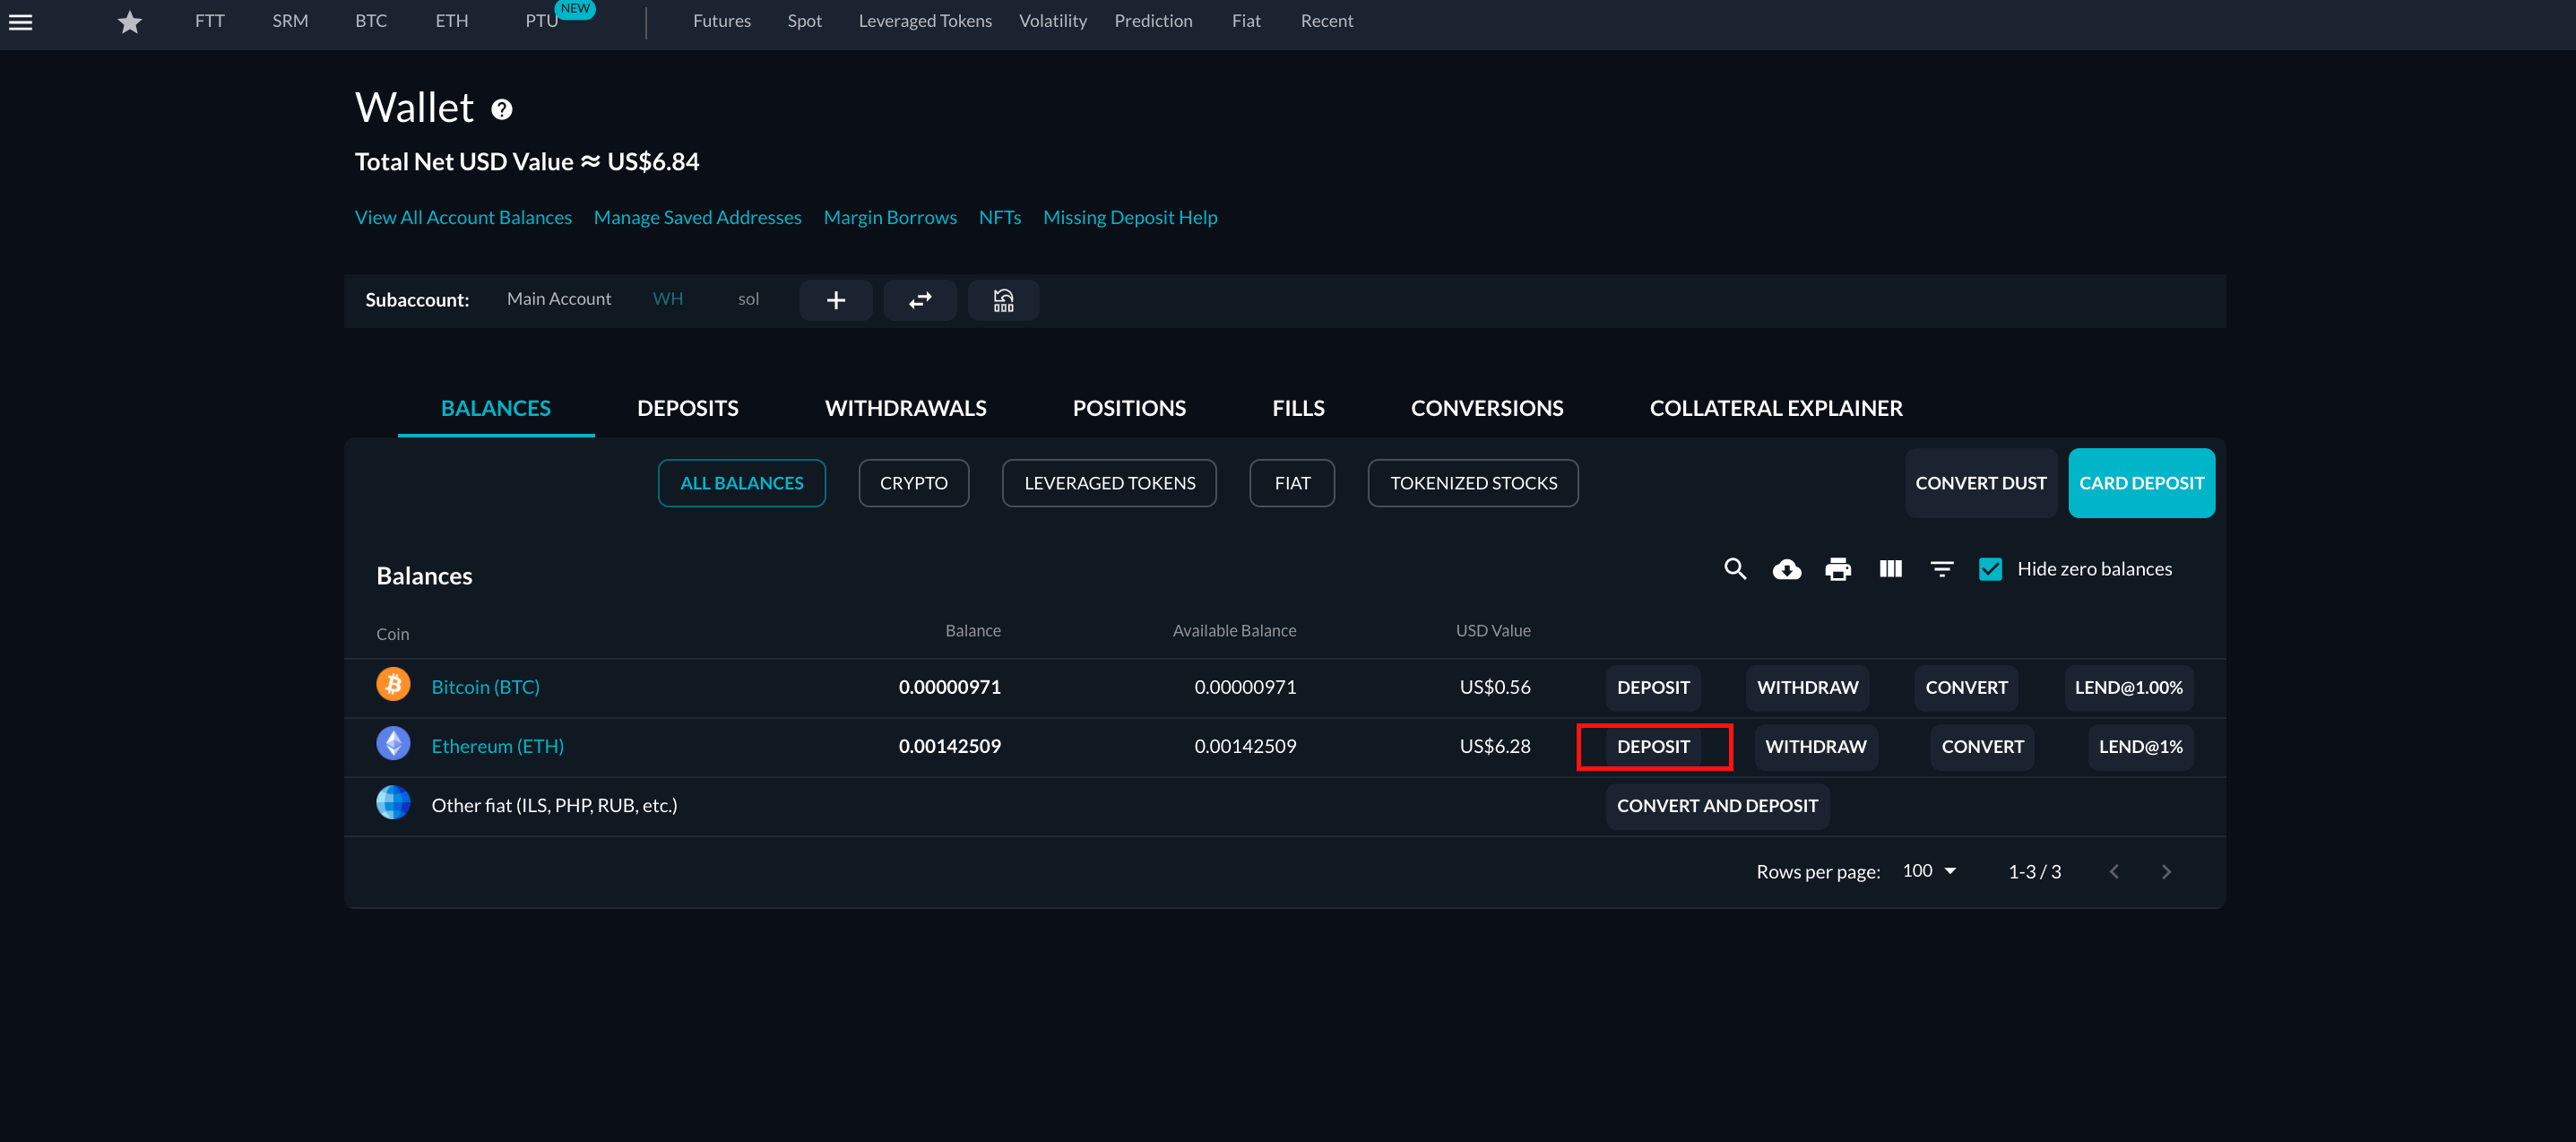 FTT SRM BTC ETH PTU NEW Futures Spot Leveraged Tokens Volatility Prediction Fiat Recent
Wallet
Total Net USD Value ≈ US$6.84
View All Account Balances Manage Saved Addresses Margin Borrows NFTs Missing Deposit Help
Subaccount: Main Account WH sol
BALANCES DEPOSITS WITHDRAWALS POSITIONS FILLS CONVERSIONS COLLATERAL EXPLAINER
ALL BALANCES CRYPTO LEVERAGED TOKENS FIAT TOKENIZED STOCKS CONVERT DUST CARD DEPOSIT
Balances Hide zero balances
Coin Balance Available Balance USD Value
Bitcoin (BTC) 0.00000971 0.00000971 US$0.56 DEPOSIT WITHDRAW CONVERT LEND@1.00%
Ethereum (ETH) 0.00142509 0.00142509 US$6.28 DEPOSIT WITHDRAW CONVERT LEND@1%
Other fiat (ILS, PHP, RUB, etc.) CONVERT AND DEPOSIT
Rows per page: 100 1-3 / 3